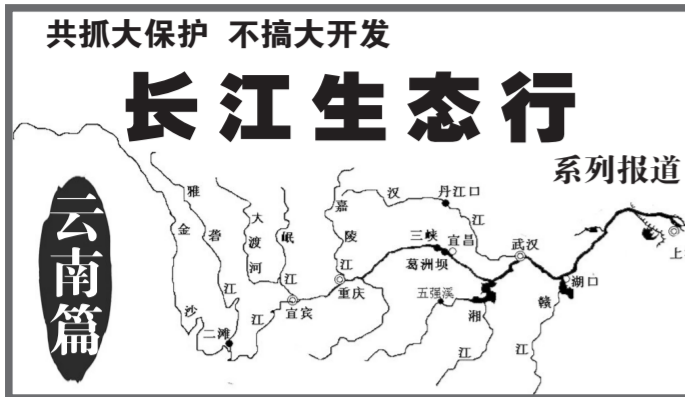 共抓大保护 不搞大开发
长江生态行
系列报道
云南篇
金沙江
雅砻江
大渡河
岷江
嘉陵江
汉江
丹江口
三峡
宜昌
葛洲坝
武汉
上
重庆
宜宾
二滩
五强溪
湘江
赣江
湖口